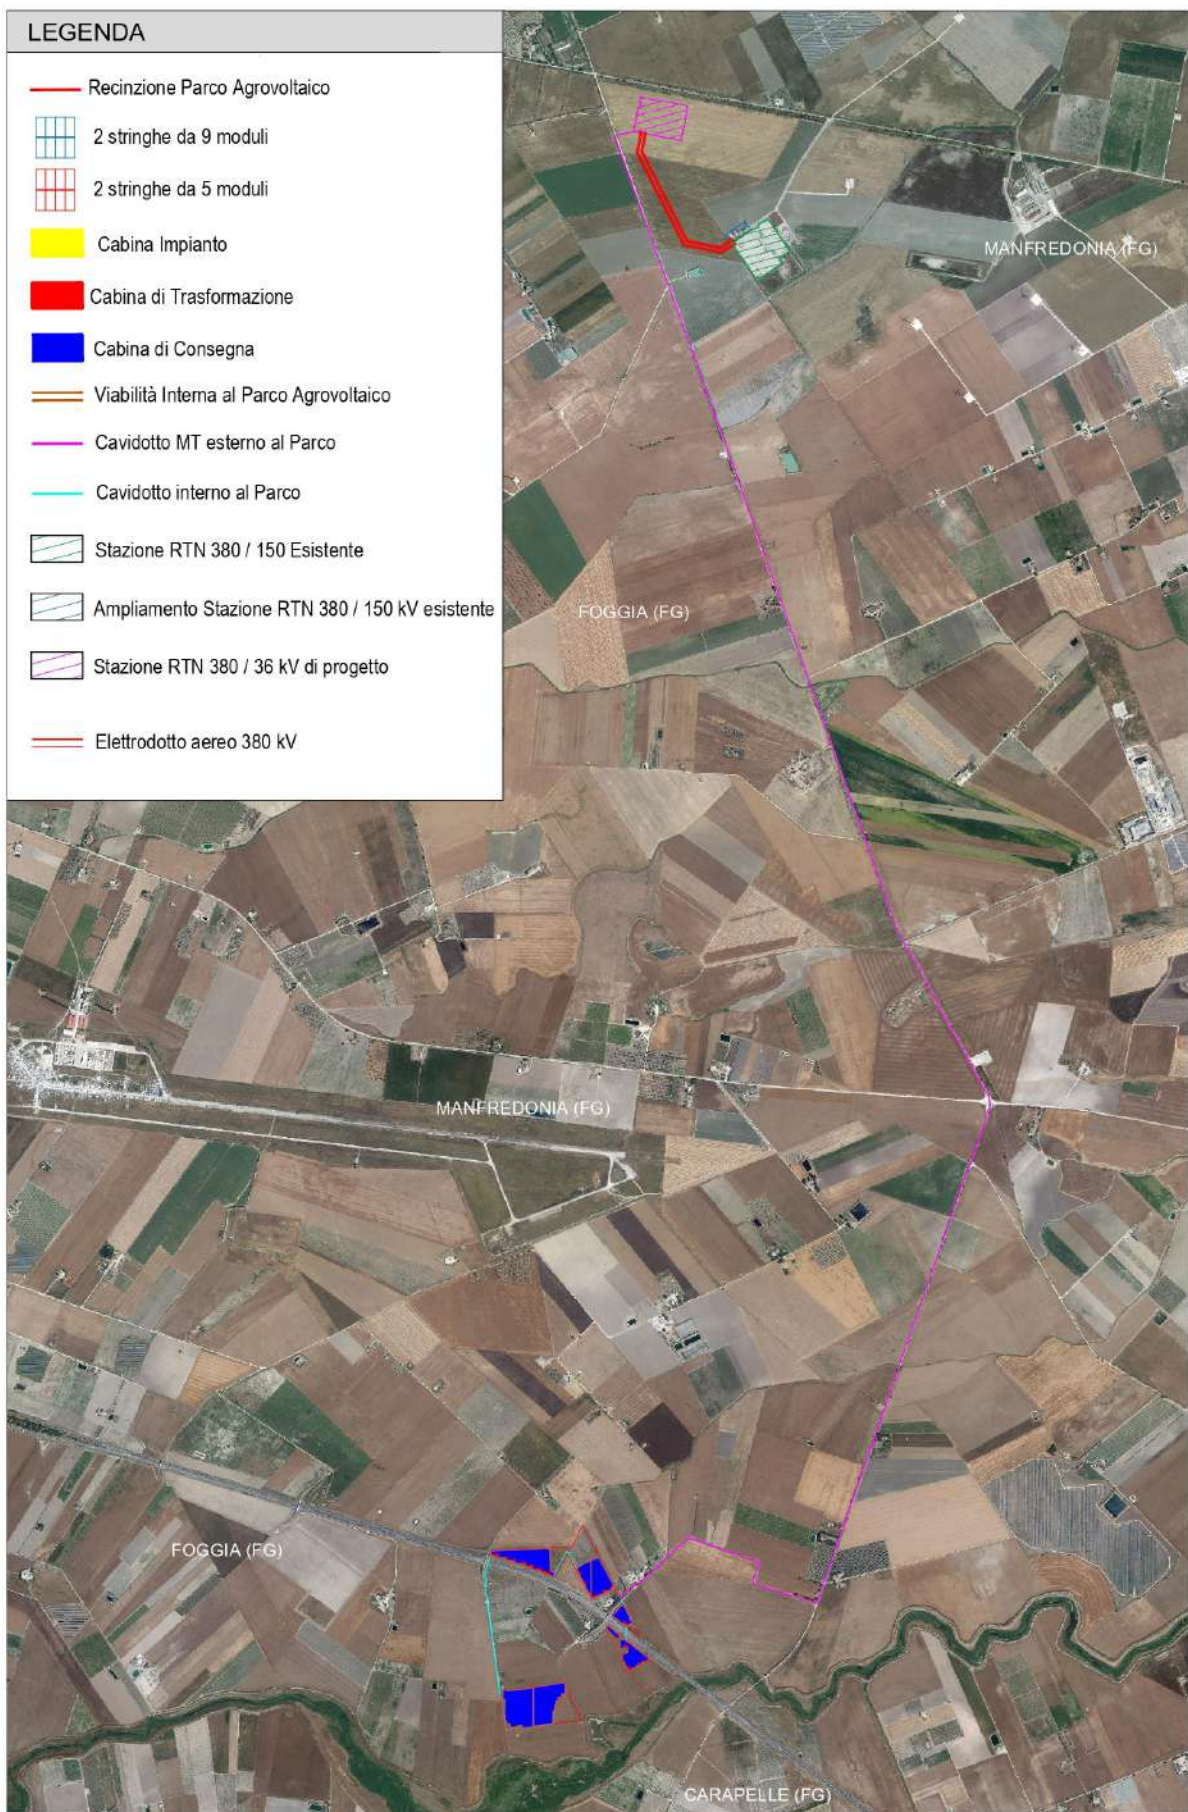 LEGENDA
Recinzione Parco Agrovoltaico
2 stringhe da 9 moduli
2 stringhe da 5 moduli
Cabina Impianto
Cabina di Trasformazione
Cabina di Consegna
Viabilità Interna al Parco Agrovoltaico
Cavidotto MT esterno al Parco
Cavidotto interno al Parco
Stazione RTN 380 / 150 Esistente
Ampliamento Stazione RTN 380 / 150 kV esistente
Stazione RTN 380 / 36 kV di progetto
Elettrodotto aereo 380 kV
MANFREDONIA (FG)
FOGGIA (FG)
MANFREDONIA (FG)
FOGGIA (FG)
CARAPELLE (FG)